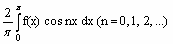 2/π ∫₀^π f(x) cos nx dx (n = 0, 1, 2, ...)